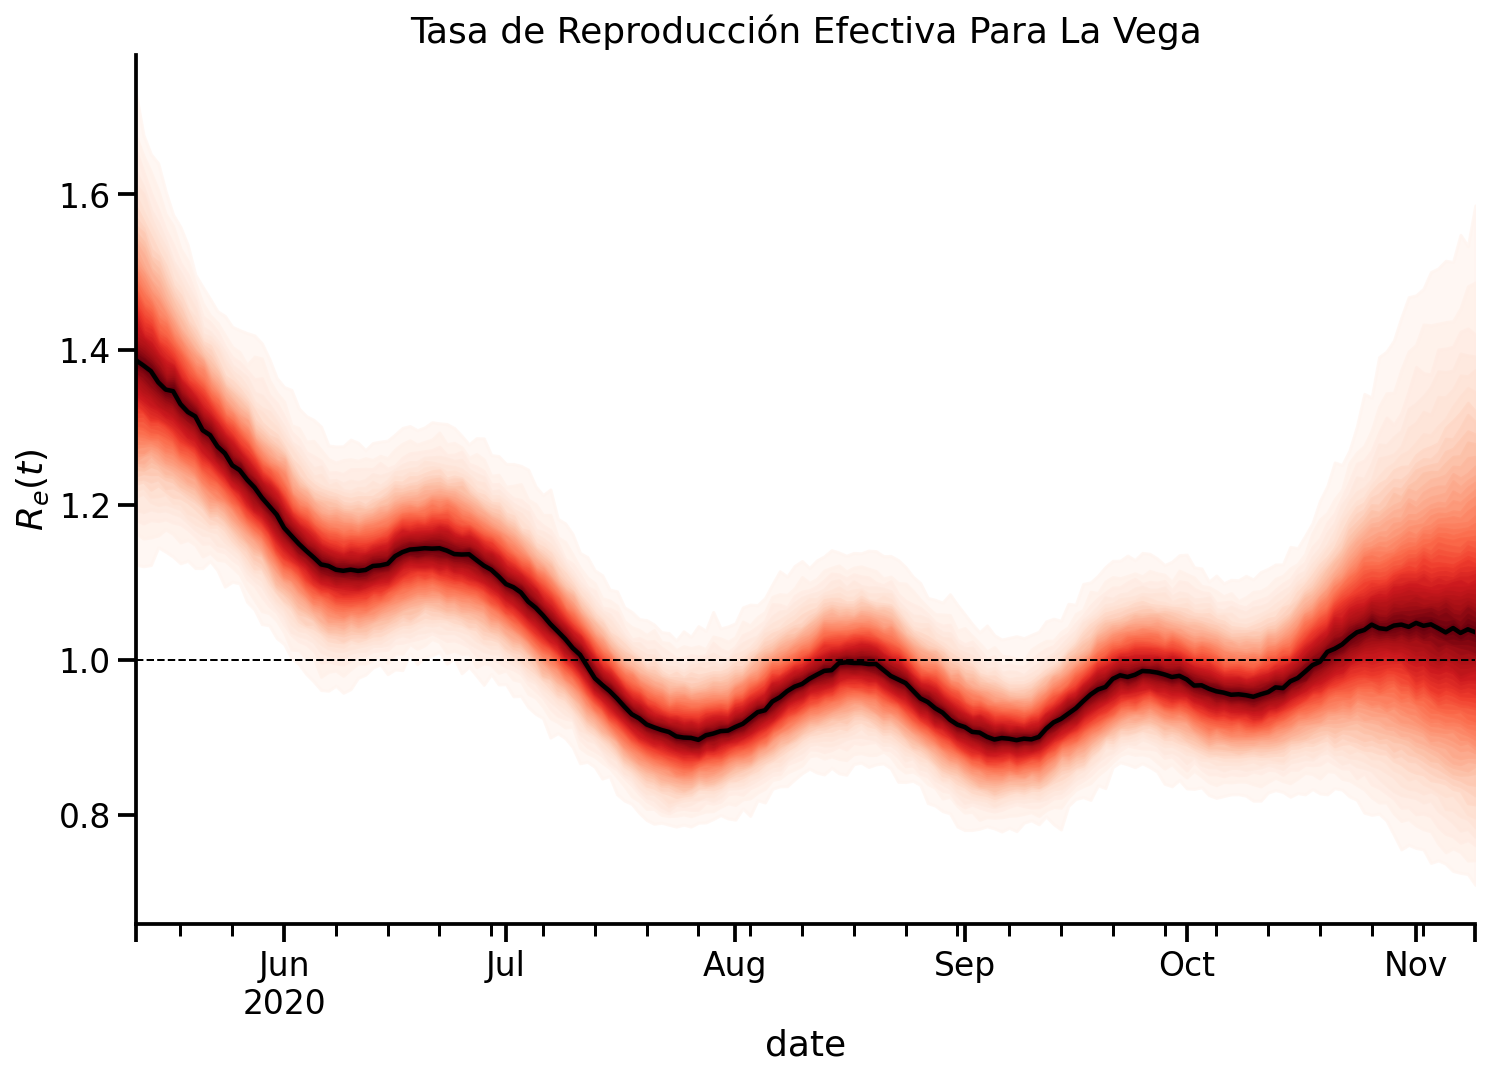 Tasa de Reproducción Efectiva Para La Vega
1.6
1.4
1.2
1.0
0.8
Rₑ(t)
Jun Jul Aug Sep Oct Nov
2020
date